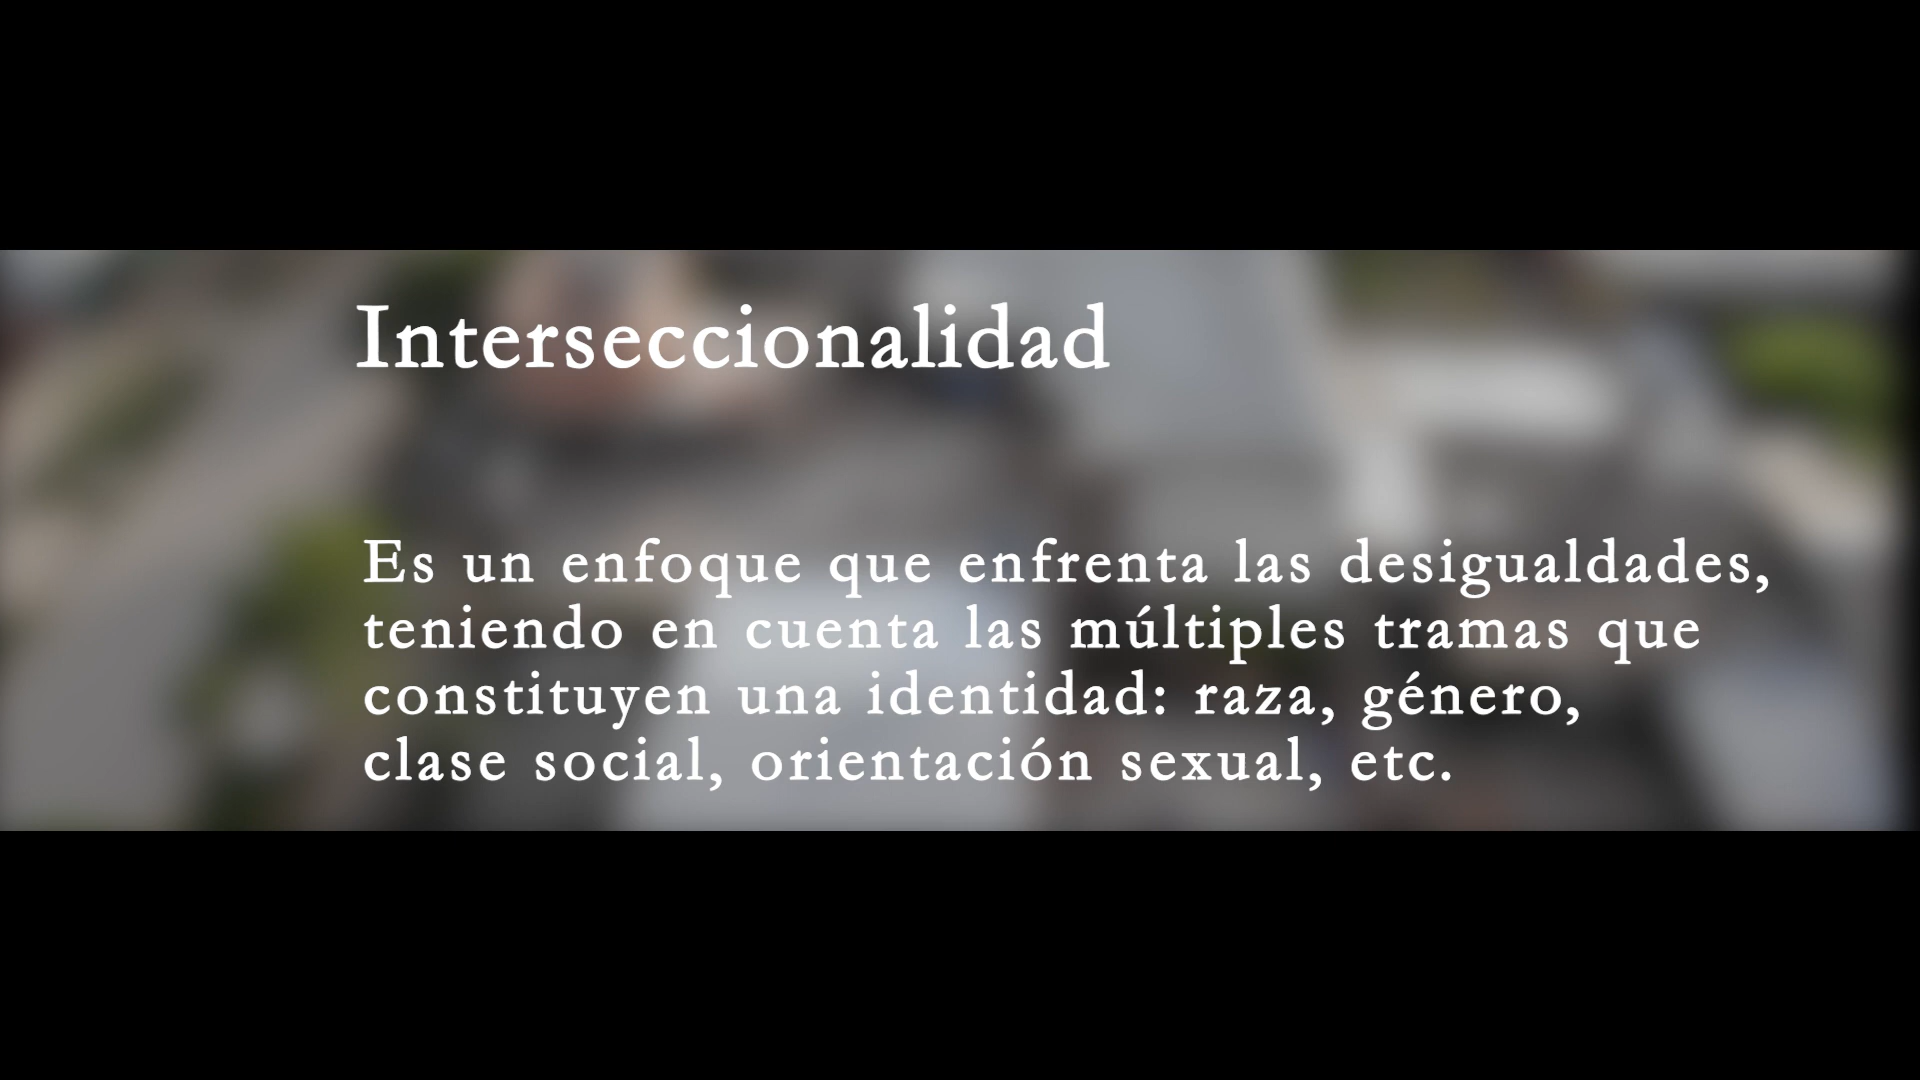 Interseccionalidad
Es un enfoque que enfrenta las desigualdades,
teniendo en cuenta las múltiples tramas que
constituyen una identidad: raza, género,
clase social, orientación sexual, etc.